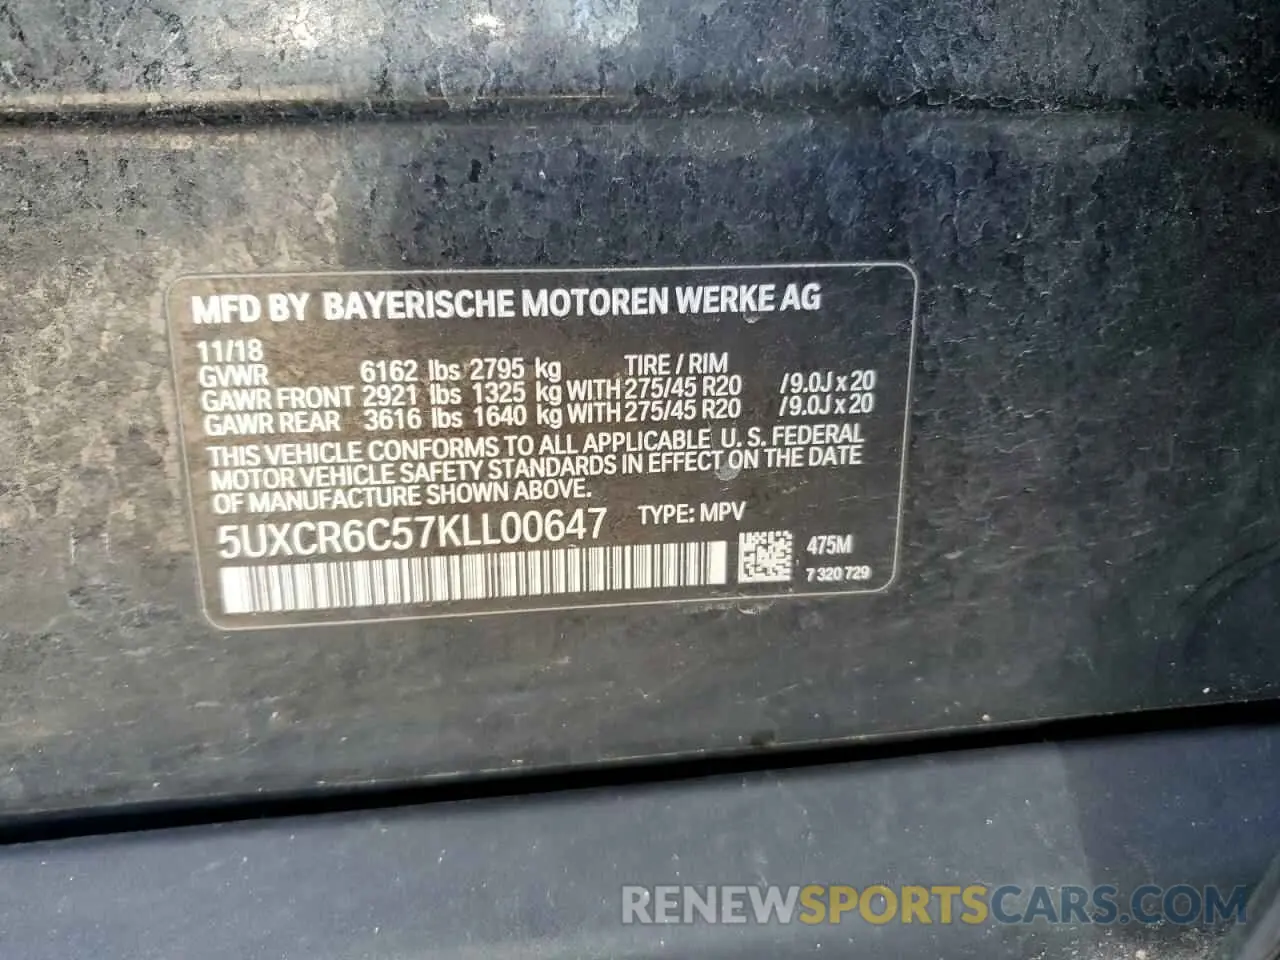 MFD BY BAYERISCHE MOTOREN WERKE AG
11/18
GVWR 6162 lbs 2795 kg TIRE / RIM
GAWR FRONT 2921 lbs 1325 kg WITH 275/45 R20 /9.0J x 20
GAWR REAR 3616 lbs 1640 kg WITH 275/45 R20 /9.0J x 20
THIS VEHICLE CONFORMS TO ALL APPLICABLE U. S. FEDERAL
MOTOR VEHICLE SAFETY STANDARDS IN EFFECT ON THE DATE
OF MANUFACTURE SHOWN ABOVE.
5UXCR6C57KLL00647 TYPE: MPV
475M
7 320 729
RENEWSPORTSCARS.COM